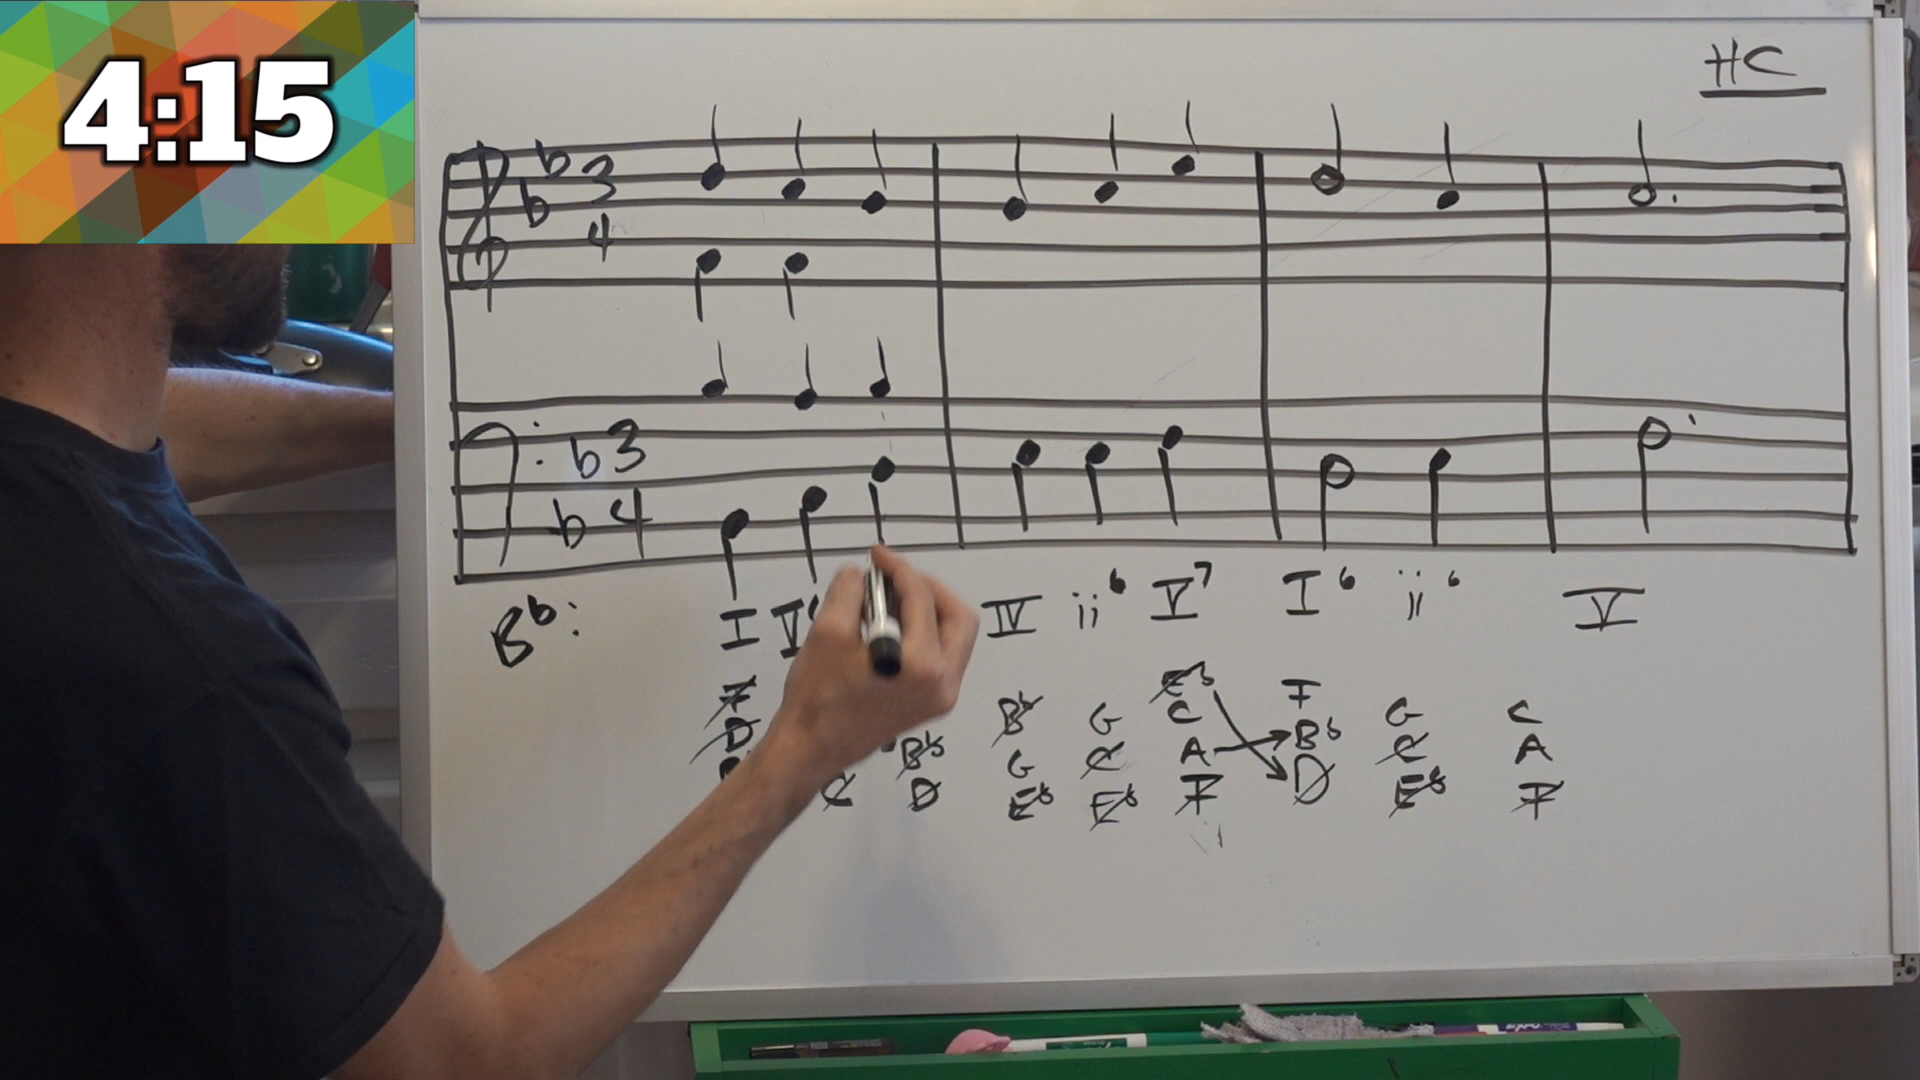 4:15
HC
♭ 3
♭ 4
♭ 3
♭ 4
B♭: I V IV ii⁶ V⁷ I⁶ ii⁶ V
F B♭ E♭ F
D G C G C
B♭ G C A B♭ C A
C D E♭ E♭ F D E♭ F